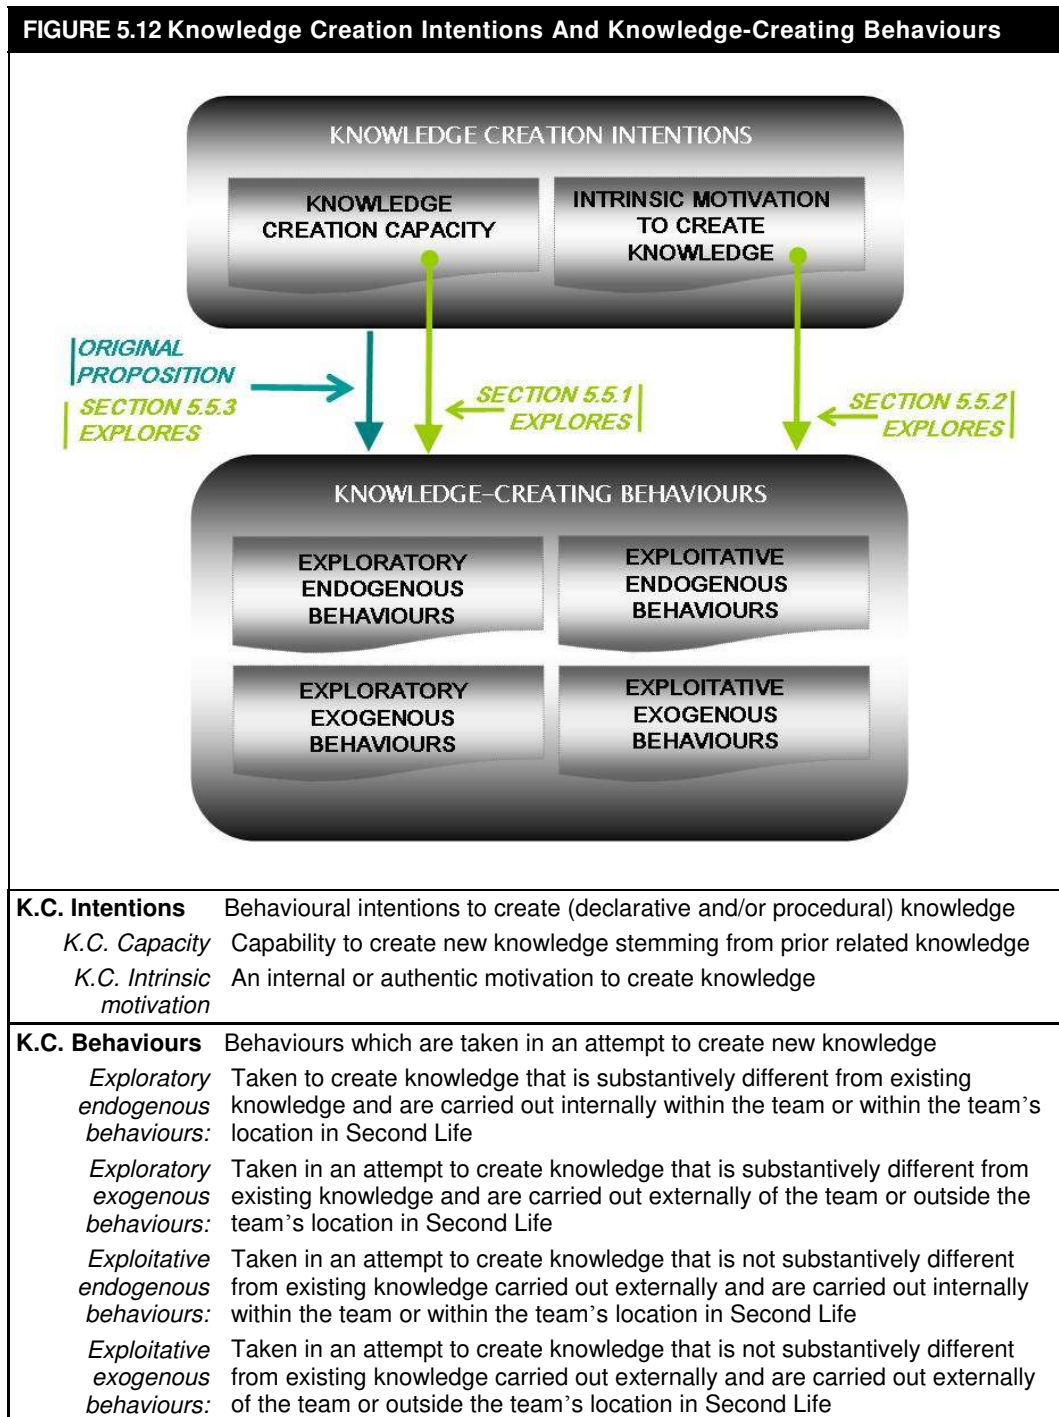 FIGURE 5.12 Knowledge Creation Intentions And Knowledge-Creating Behaviours
KNOWLEDGE CREATION INTENTIONS
KNOWLEDGE
CREATION CAPACITY
INTRINSIC MOTIVATION
TO CREATE
KNOWLEDGE
ORIGINAL
PROPOSITION
SECTION 5.5.3
EXPLORES
SECTION 5.5.1
EXPLORES
SECTION 5.5.2
EXPLORES
KNOWLEDGE-CREATING BEHAVIOURS
EXPLORATORY
ENDOGENOUS
BEHAVIOURS
EXPLOITATIVE
ENDOGENOUS
BEHAVIOURS
EXPLORATORY
EXOGENOUS
BEHAVIOURS
EXPLOITATIVE
EXOGENOUS
BEHAVIOURS
K.C. Intentions Behavioural intentions to create (declarative and/or procedural) knowledge
K.C. Capacity Capability to create new knowledge stemming from prior related knowledge
K.C. Intrinsic An internal or authentic motivation to create knowledge
motivation
K.C. Behaviours Behaviours which are taken in an attempt to create new knowledge
Exploratory Taken to create knowledge that is substantively different from existing
endogenous knowledge and are carried out internally within the team or within the team's
behaviours: location in Second Life
Exploratory Taken in an attempt to create knowledge that is substantively different from
exogenous existing knowledge and are carried out externally of the team or outside the
behaviours: team's location in Second Life
Exploitative Taken in an attempt to create knowledge that is not substantively different
endogenous from existing knowledge carried out externally and are carried out internally
behaviours: within the team or within the team's location in Second Life
Exploitative Taken in an attempt to create knowledge that is not substantively different
exogenous from existing knowledge carried out externally and are carried out externally
behaviours: of the team or outside the team's location in Second Life